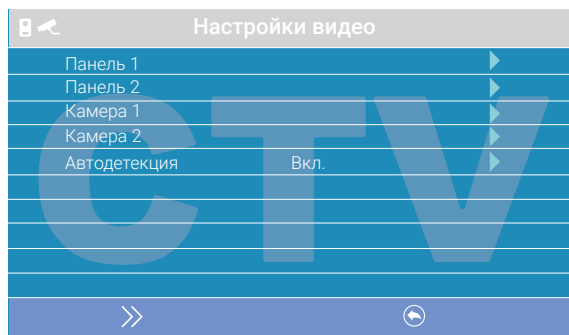 Настройки видео
Панель 1
Панель 2
Камера 1
Камера 2
Автодетекция Вкл.
CTV